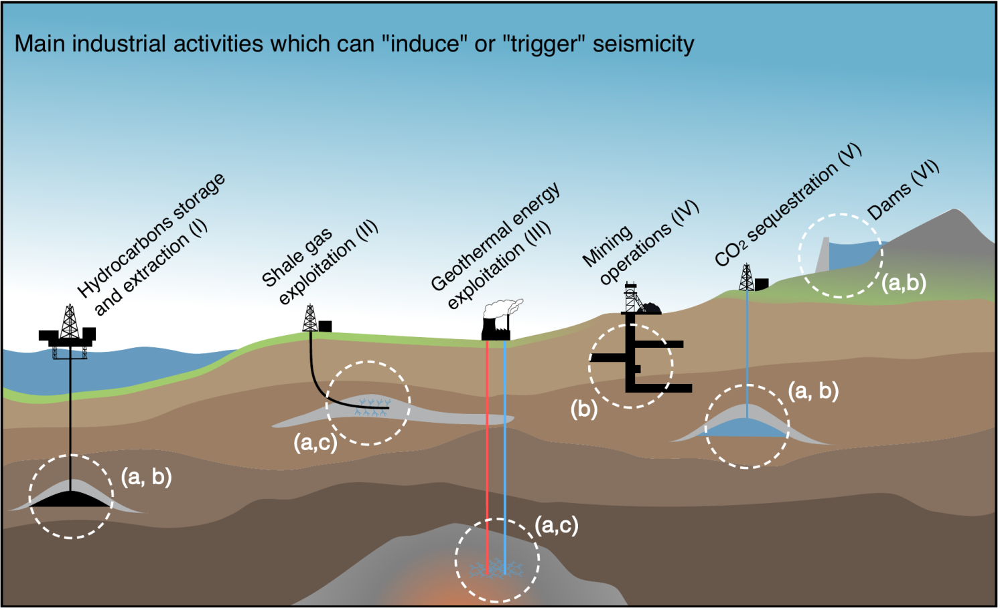 Main industrial activities which can "induce" or "trigger" seismicity
Hydrocarbons storage
and extraction (I)
Shale gas
exploitation (II)
Geothermal energy
exploitation (III)
Mining
operations (IV)
CO₂ sequestration (V)
Dams (VI)
(a, b)
(a,c)
(a,c)
(b)
(a, b)
(a,b)